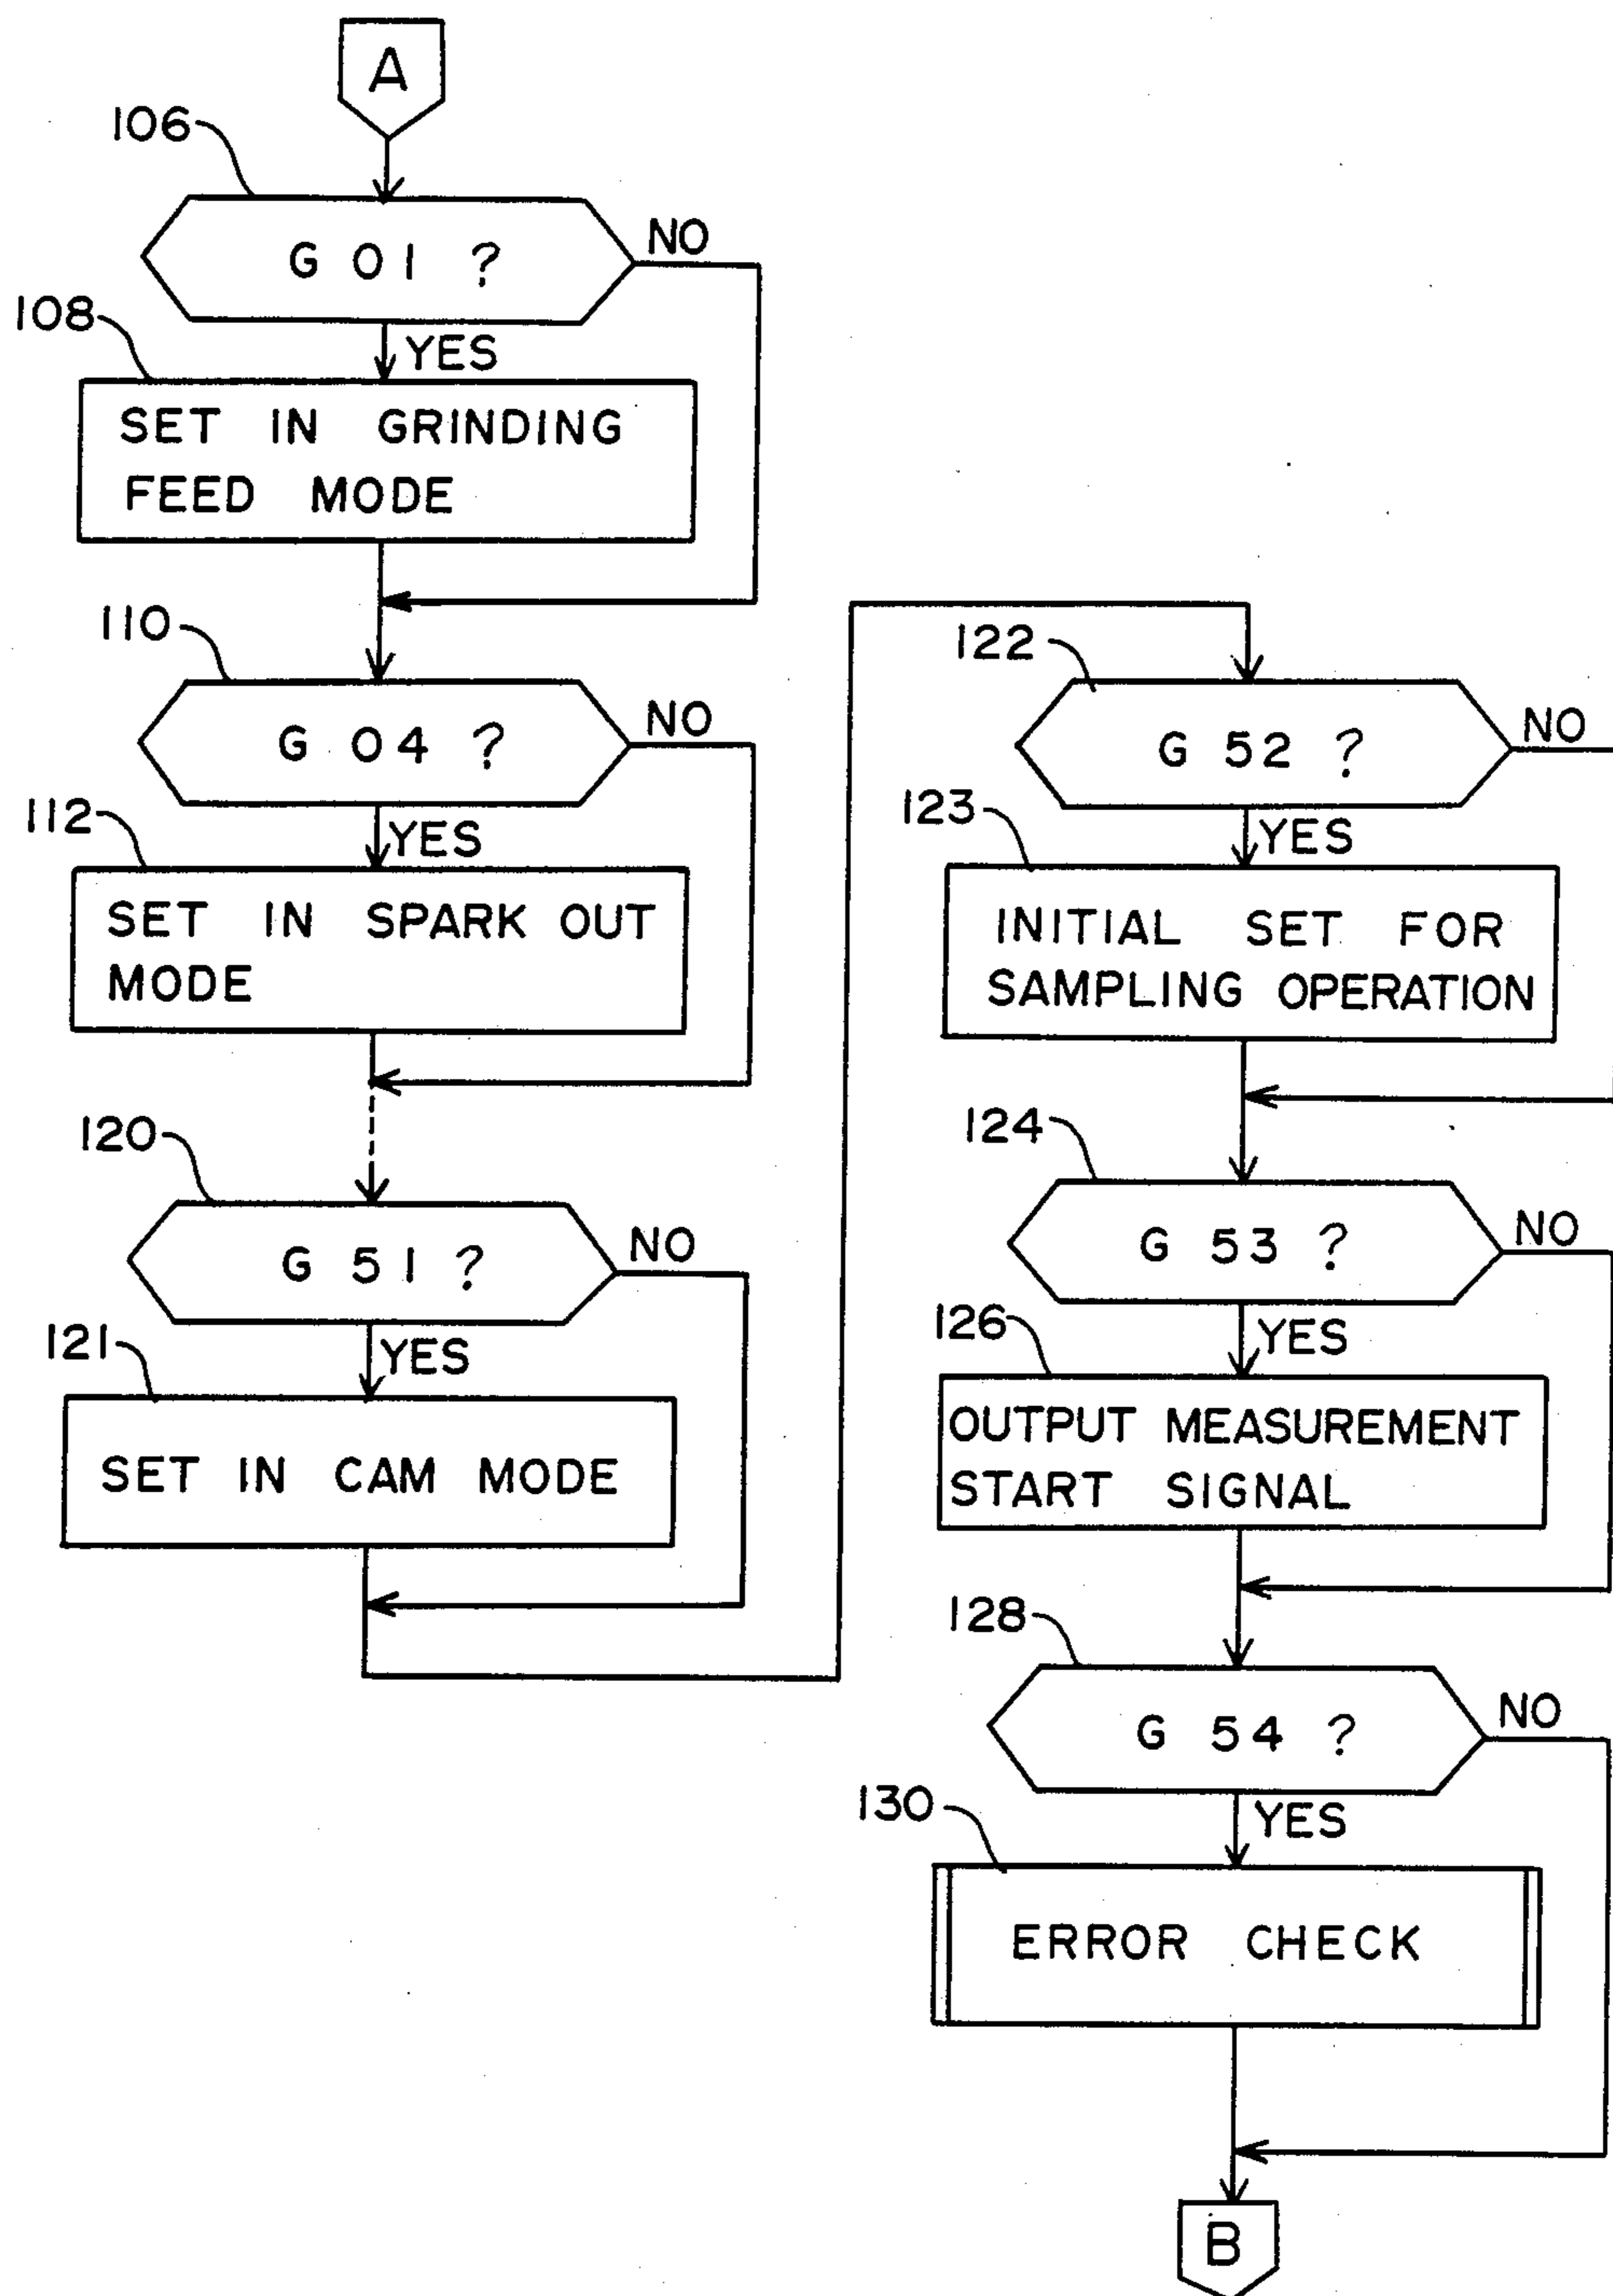 A
106
G 01 ?
NO
YES
108
SET IN GRINDING
FEED MODE
110
G 04 ?
NO
YES
112
SET IN SPARK OUT
MODE
120
G 51 ?
NO
YES
121
SET IN CAM MODE
122
G 52 ?
NO
YES
123
INITIAL SET FOR
SAMPLING OPERATION
124
G 53 ?
NO
YES
126
OUTPUT MEASUREMENT
START SIGNAL
128
G 54 ?
NO
YES
130
ERROR CHECK
B